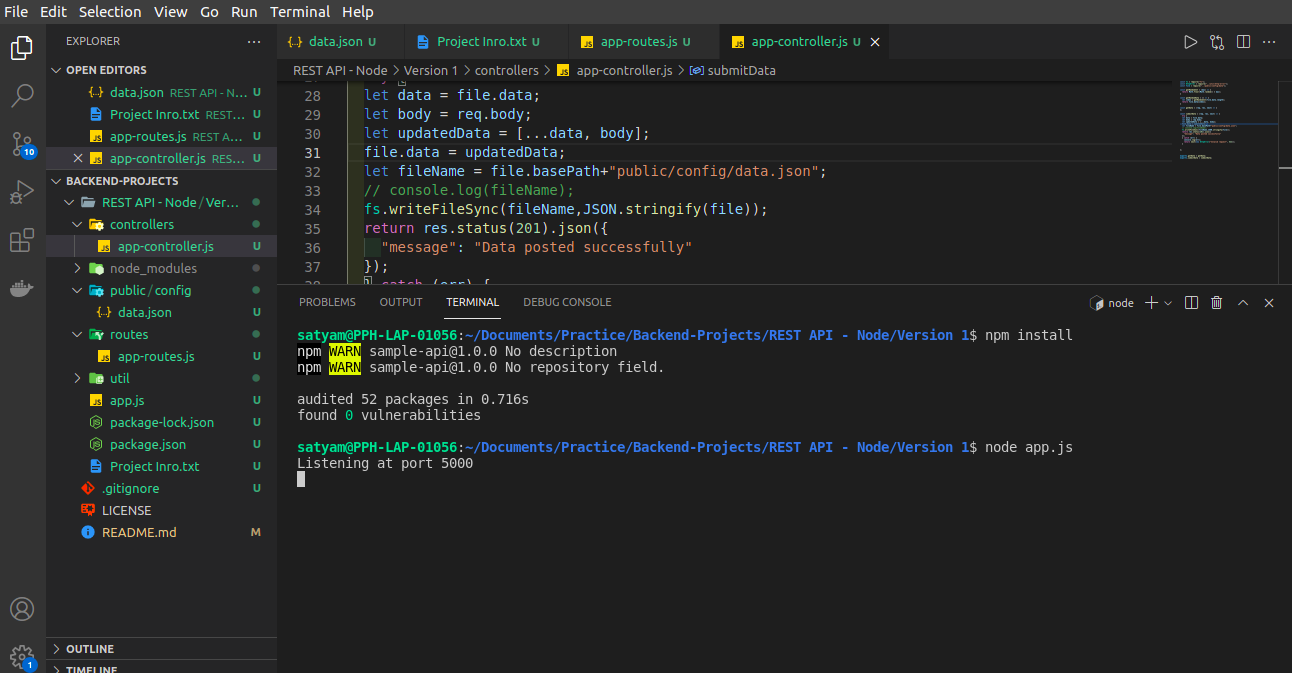 File Edit Selection View Go Run Terminal Help
EXPLORER
OPEN EDITORS
data.json REST API - N... U
Project Inro.txt REST... U
app-routes.js REST A... U
app-controller.js RES... U
BACKEND-PROJECTS
REST API - Node / Ver...
controllers
app-controller.js U
node_modules
public / config
data.json U
routes
app-routes.js U
util
app.js U
package-lock.json U
package.json U
Project Inro.txt U
.gitignore U
LICENSE
README.md M
OUTLINE
TIMELINE
10
1
data.json U
Project Inro.txt U
app-routes.js U
app-controller.js U
REST API - Node > Version 1 > controllers > app-controller.js > submitData
28 let data = file.data;
29 let body = req.body;
30 let updatedData = [...data, body];
31 file.data = updatedData;
32 let fileName = file.basePath+"public/config/data.json";
33 // console.log(fileName);
34 fs.writeFileSync(fileName,JSON.stringify(file));
35 return res.status(201).json({
36 "message": "Data posted successfully"
37 });
38 } catch (err) {
PROBLEMS OUTPUT TERMINAL DEBUG CONSOLE
node
satyam@PPH-LAP-01056:~/Documents/Practice/Backend-Projects/REST API - Node/Version 1$ npm install
npm WARN sample-api@1.0.0 No description
npm WARN sample-api@1.0.0 No repository field.
audited 52 packages in 0.716s
found 0 vulnerabilities
satyam@PPH-LAP-01056:~/Documents/Practice/Backend-Projects/REST API - Node/Version 1$ node app.js
Listening at port 5000